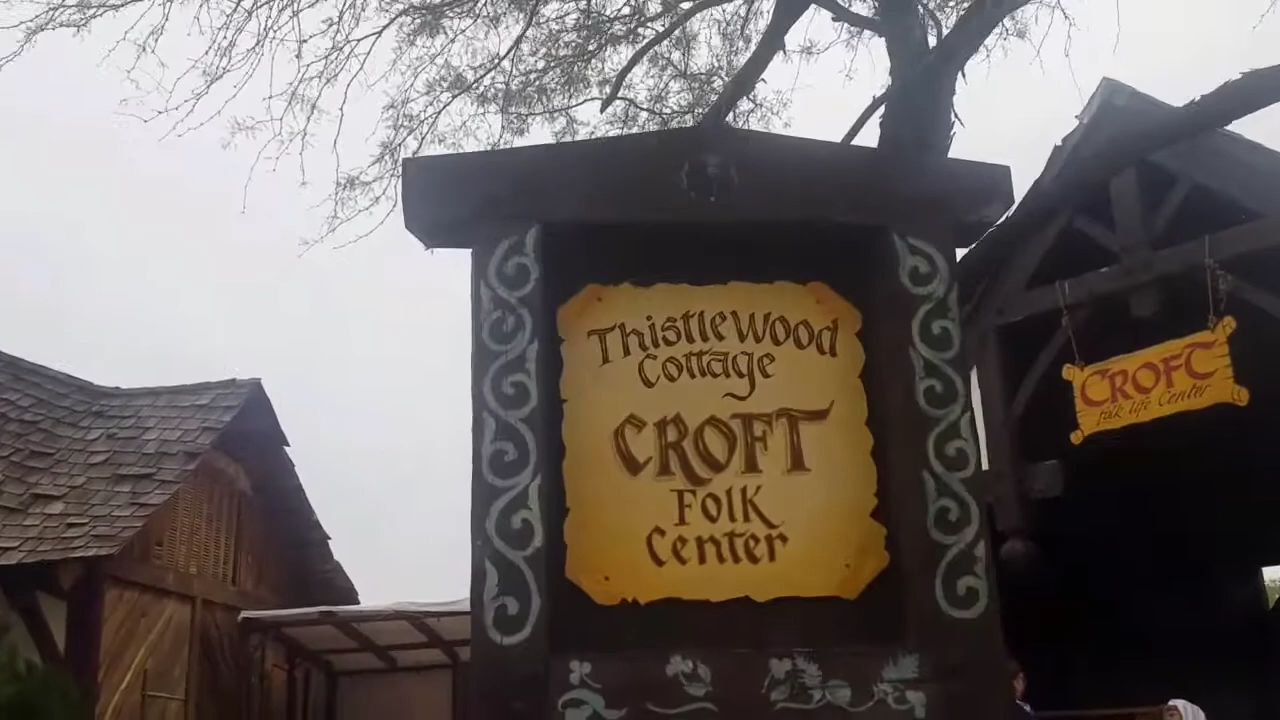 Thistlewood
Cottage
CROFT
Folk
Center
CROFT
folk life Center